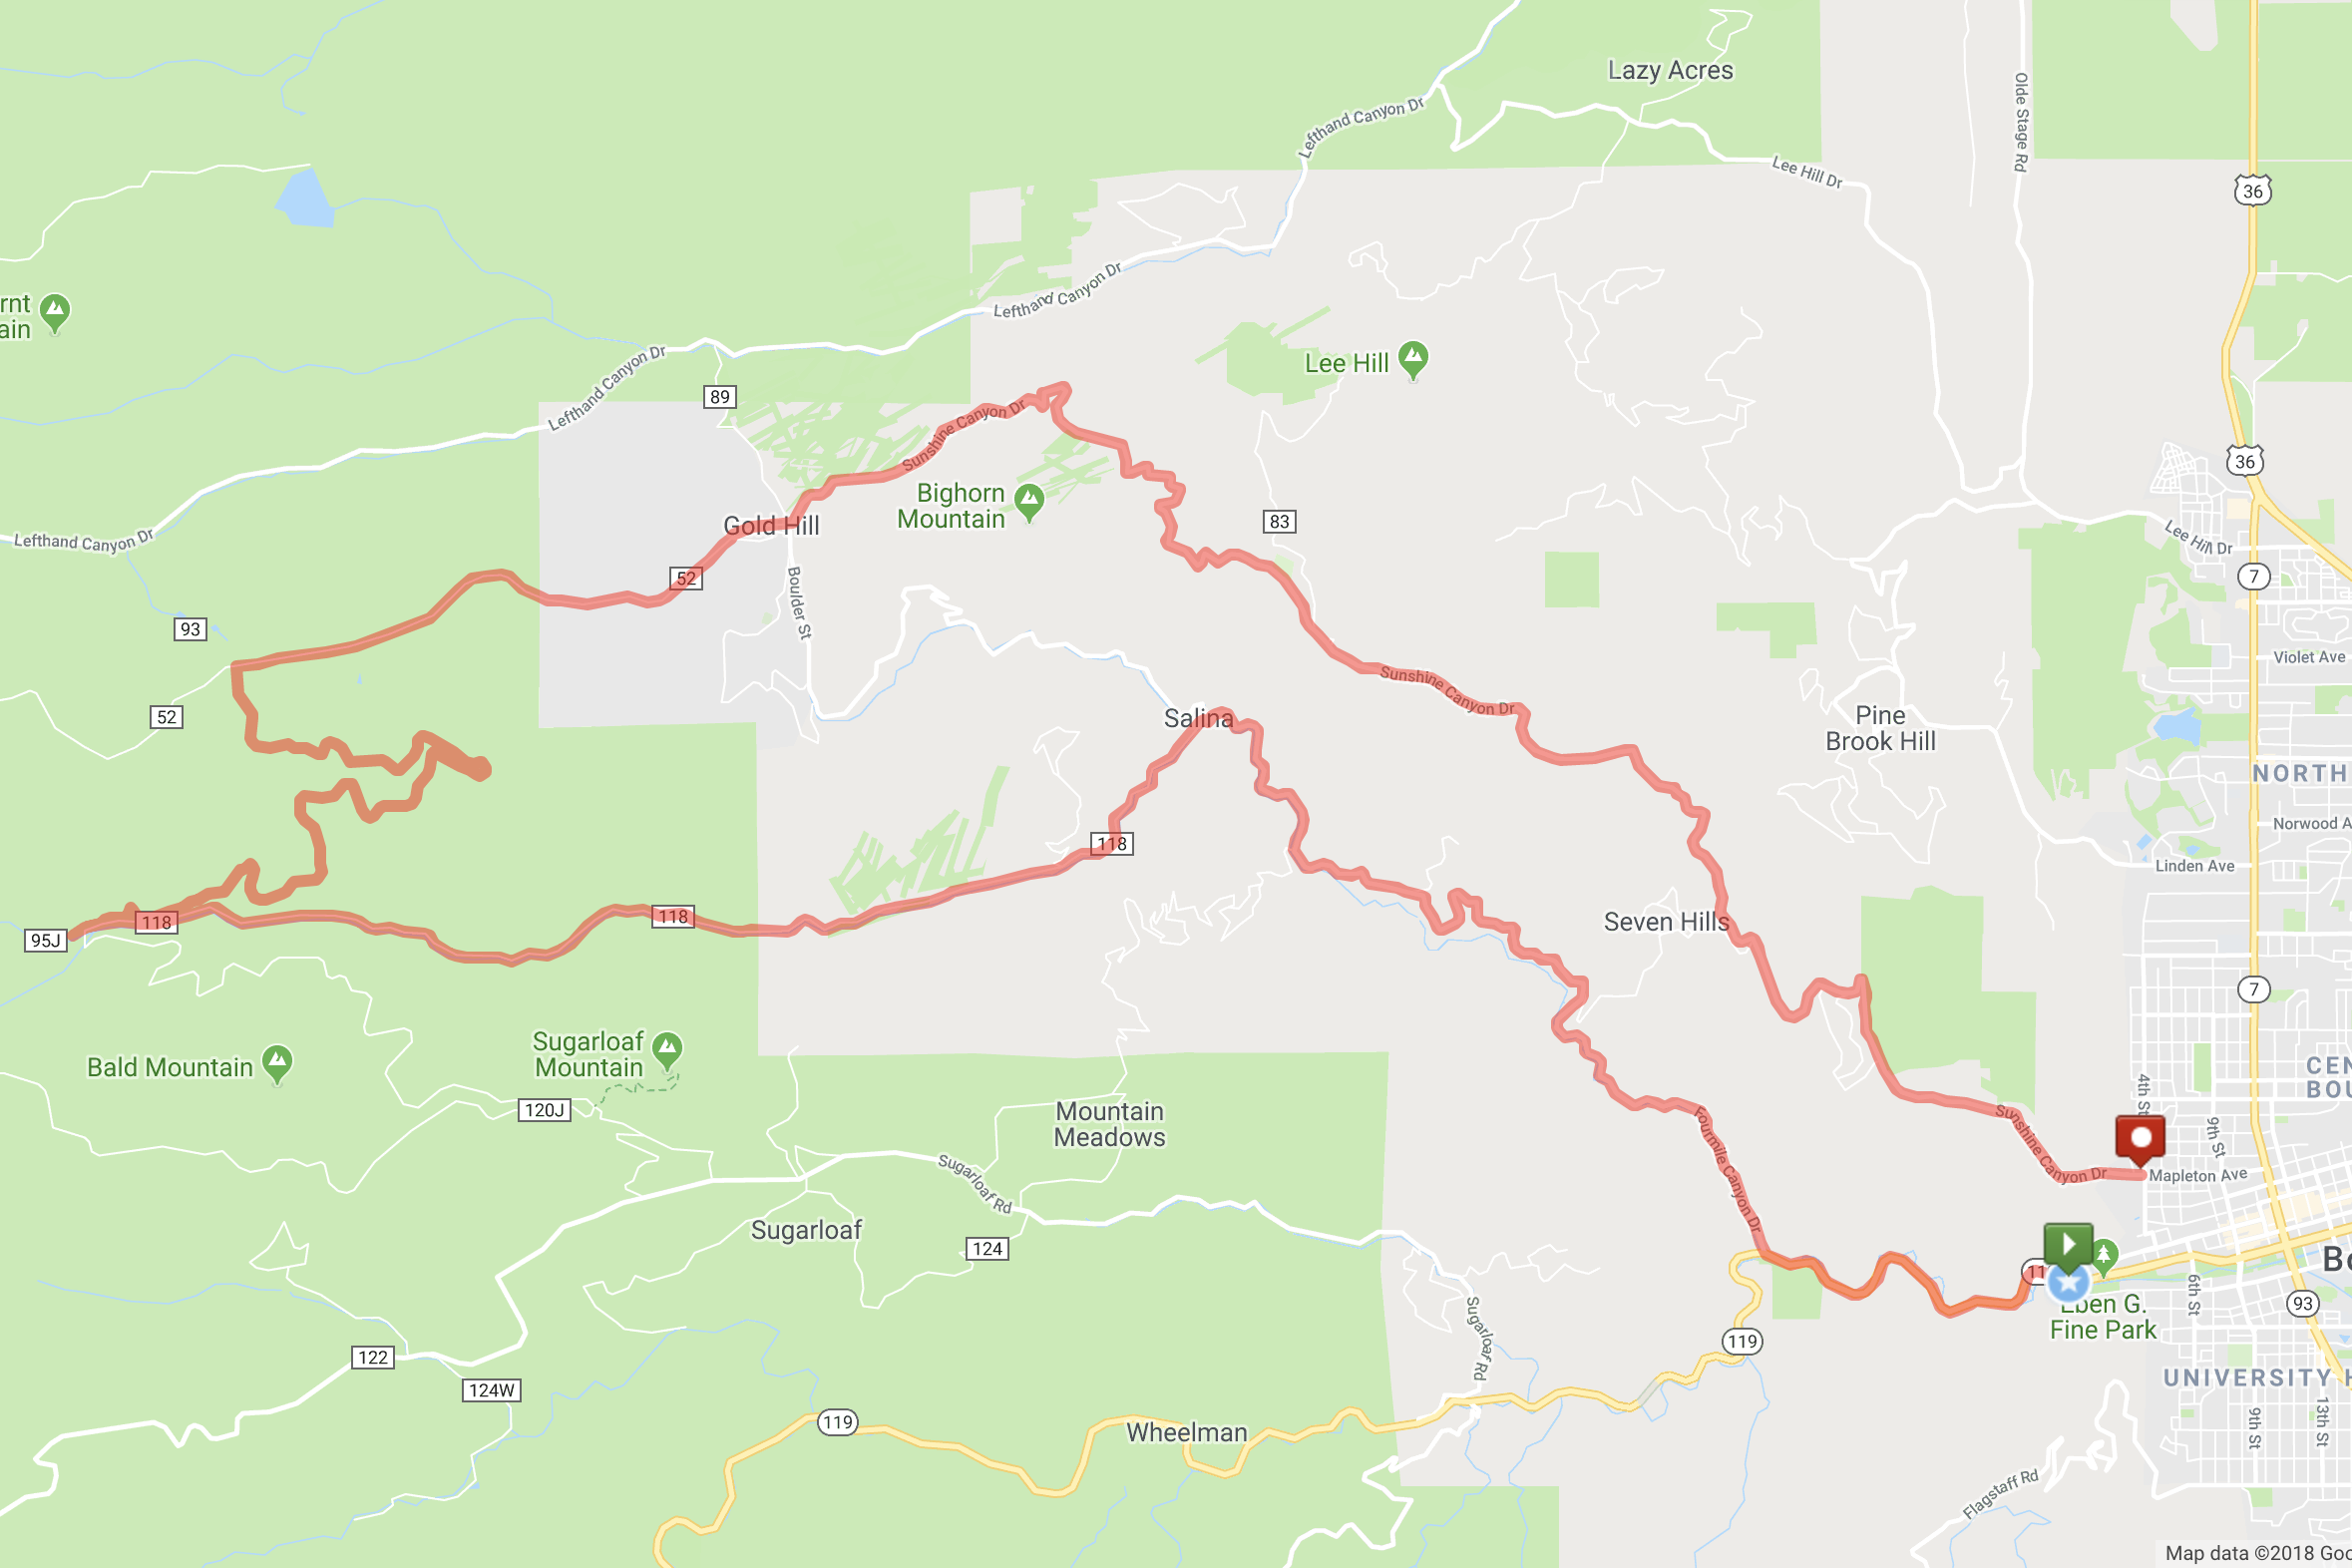 Lazy Acres
Olde Stage Rd
Lefthand Canyon Dr
Lee Hill Dr
36
Lefthand Canyon Dr
rnt
ain
Lefthand Canyon Dr
Lee Hill
89
Sunshine Canyon Dr
36
Bighorn
Mountain
Gold Hill
83
Lefthand Canyon Dr
Lee Hill Dr
52
7
Boulder St
93
Violet Ave
Sunshine Canyon Dr
52
Salina
Pine
Brook Hill
NORTH
Norwood A
118
Linden Ave
118
118
Seven Hills
95J
7
Sugarloaf
Mountain
Bald Mountain
CEN
BOU
4th St
120J
Mountain
Meadows
Fourmile Canyon Dr
Sunshine Canyon Dr
9th St
Mapleton Ave
Sugarloaf Rd
Sugarloaf
124
11
Bo
6th St
Eben G.
Fine Park
93
Sugarloaf Rd
119
122
124W
UNIVERSITY H
119
Wheelman
9th St
13th St
Flagstaff Rd
Map data ©2018 Goo